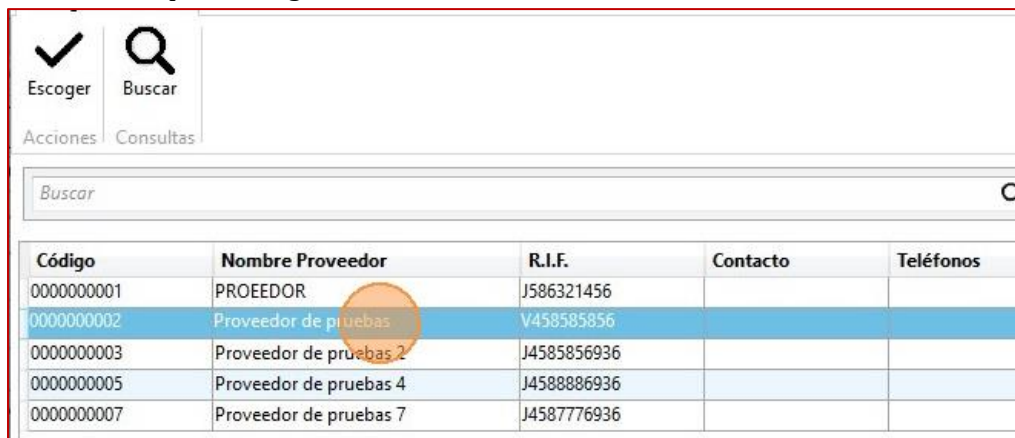 Escoger Buscar
Acciones Consultas
Buscar
Código Nombre Proveedor R.I.F. Contacto Teléfonos
0000000001 PROEEDOR J586321456
0000000002 Proveedor de pruebas V458585856
0000000003 Proveedor de pruebas 2 J4585856936
0000000005 Proveedor de pruebas 4 J4588886936
0000000007 Proveedor de pruebas 7 J4587776936